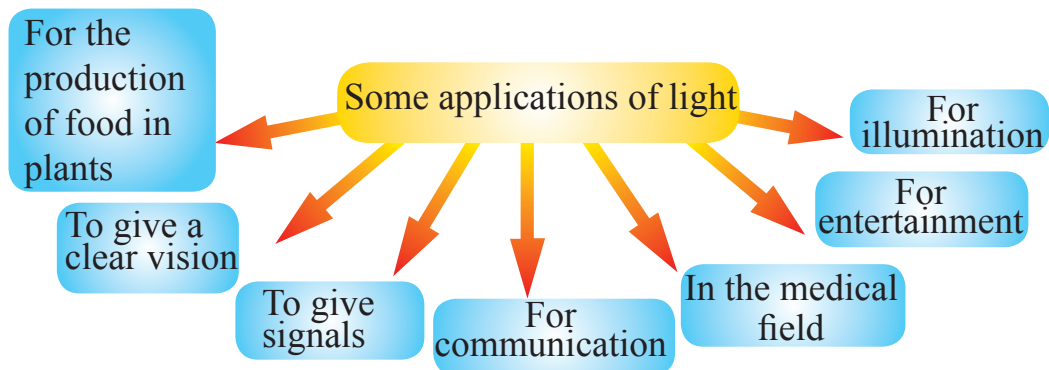 Some applications of light
For the
production
of food in
plants
To give a
clear vision
To give
signals
For
communication
In the medical
field
For
entertainment
For
illumination